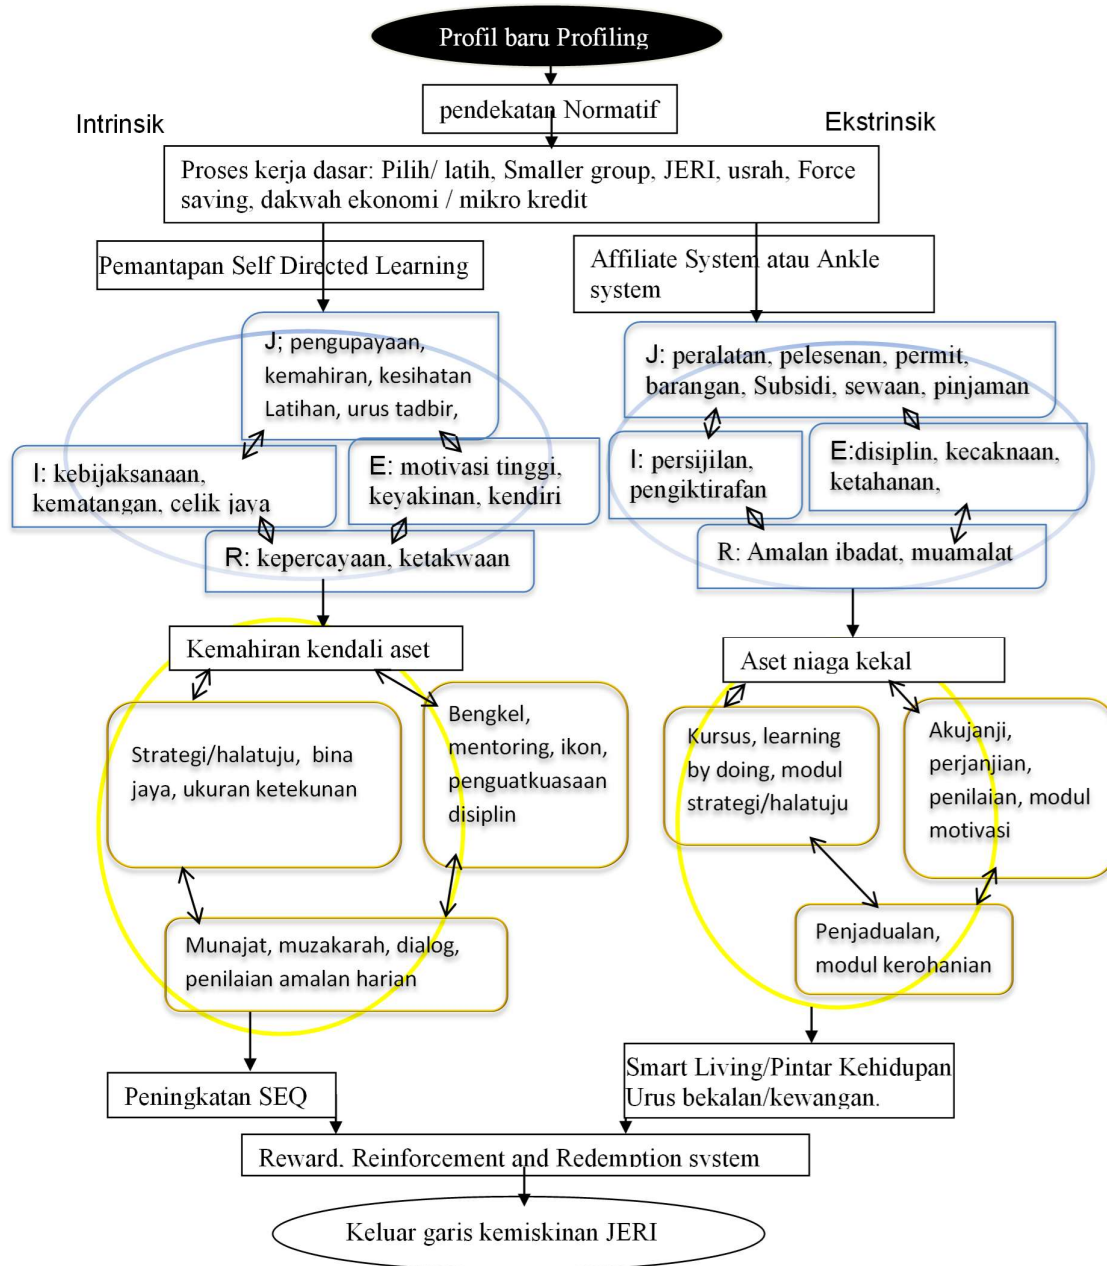 Profil baru Profiling
pendekatan Normatif
Intrinsik
Ekstrinsik
Proses kerja dasar: Pilih/ latih, Smaller group, JERI, usrah, Force
saving, dakwah ekonomi / mikro kredit
Pemantapan Self Directed Learning
Affiliate System atau Ankle
system
J; pengupayaan,
kemahiran, kesihatan
Latihan, urus tadbir,
I: kebijaksanaan,
kematangan, celik jaya
E: motivasi tinggi,
keyakinan, kendiri
R: kepercayaan, ketakwaan
J: peralatan, pelesenan, permit,
barangan, Subsidi, sewaan, pinjaman
I: persijilan,
pengiktirafan
E:disiplin, kecaknaan,
ketahanan,
R: Amalan ibadat, muamalat
Kemahiran kendali aset
Strategi/halatuju, bina
jaya, ukuran ketekunan
Bengkel,
mentoring, ikon,
penguatkuasaan
disiplin
Munajat, muzakarah, dialog,
penilaian amalan harian
Aset niaga kekal
Kursus, learning
by doing, modul
strategi/halatuju
Akujanji,
perjanjian,
penilaian, modul
motivasi
Penjadualan,
modul kerohanian
Peningkatan SEQ
Smart Living/Pintar Kehidupan
Urus bekalan/kewangan.
Reward, Reinforcement and Redemption system
Keluar garis kemiskinan JERI